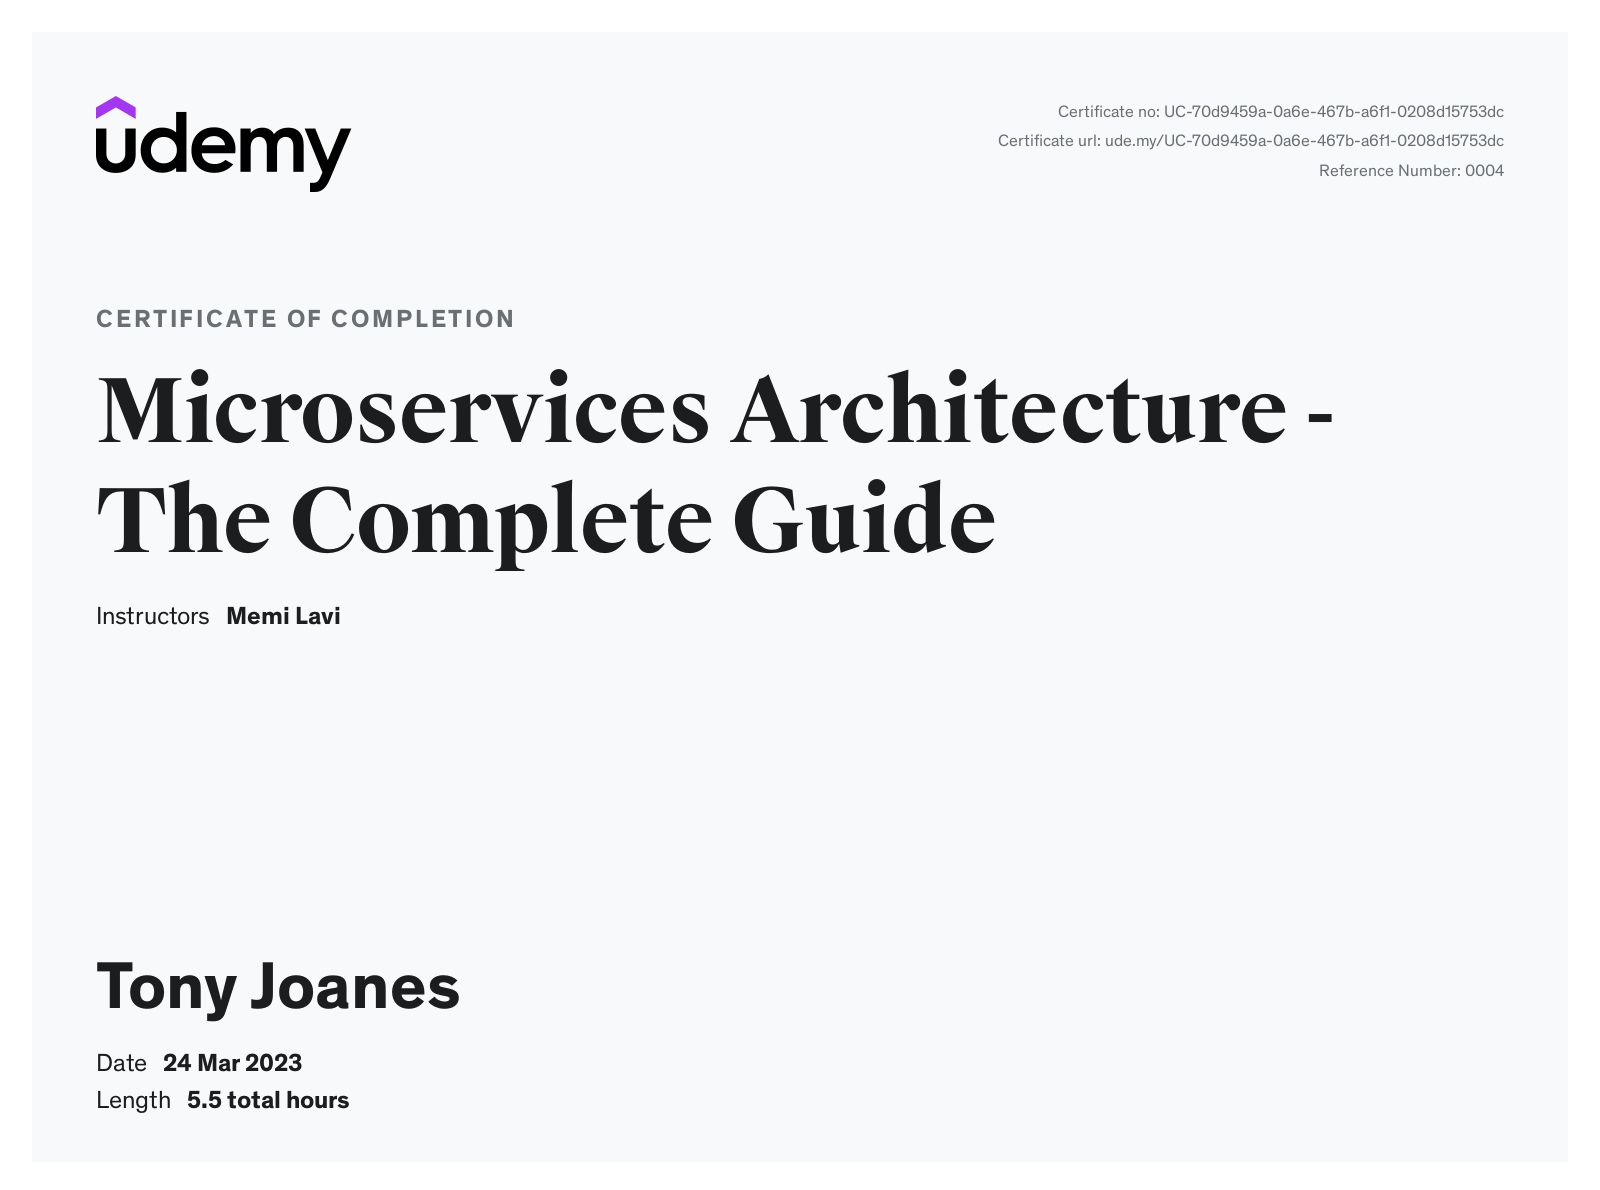 udemy
Certificate no: UC-70d9459a-0a6e-467b-a6f1-0208d15753dc
Certificate url: ude.my/UC-70d9459a-0a6e-467b-a6f1-0208d15753dc
Reference Number: 0004
CERTIFICATE OF COMPLETION
Microservices Architecture -
The Complete Guide
Instructors Memi Lavi
Tony Joanes
Date 24 Mar 2023
Length 5.5 total hours